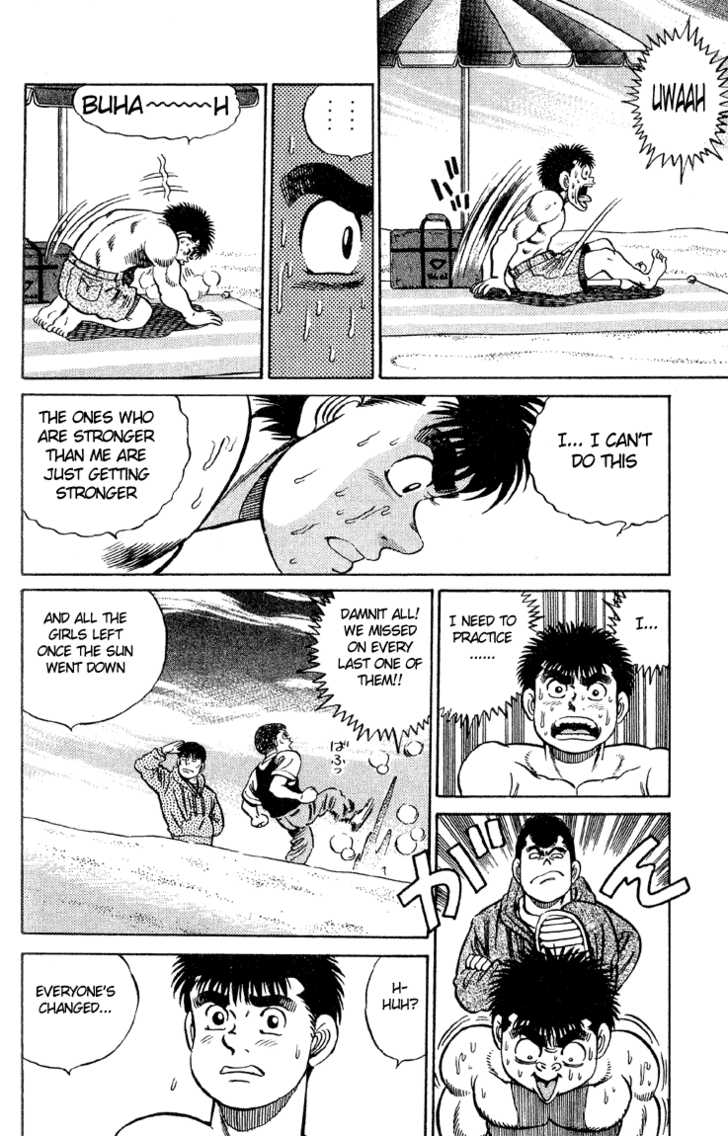 UWAAH
......
BUHA~~~~H
I... I CAN'T
DO THIS
THE ONES WHO
ARE STRONGER
THAN ME ARE
JUST GETTING
STRONGER
I...
I NEED TO
PRACTICE
......
がん
DAMNIT ALL!
WE MISSED
ON EVERY
LAST ONE OF
THEM!!
ばふっ
AND ALL THE
GIRLS LEFT
ONCE THE SUN
WENT DOWN
H-
HUH?
EVERYONE'S
CHANGED...